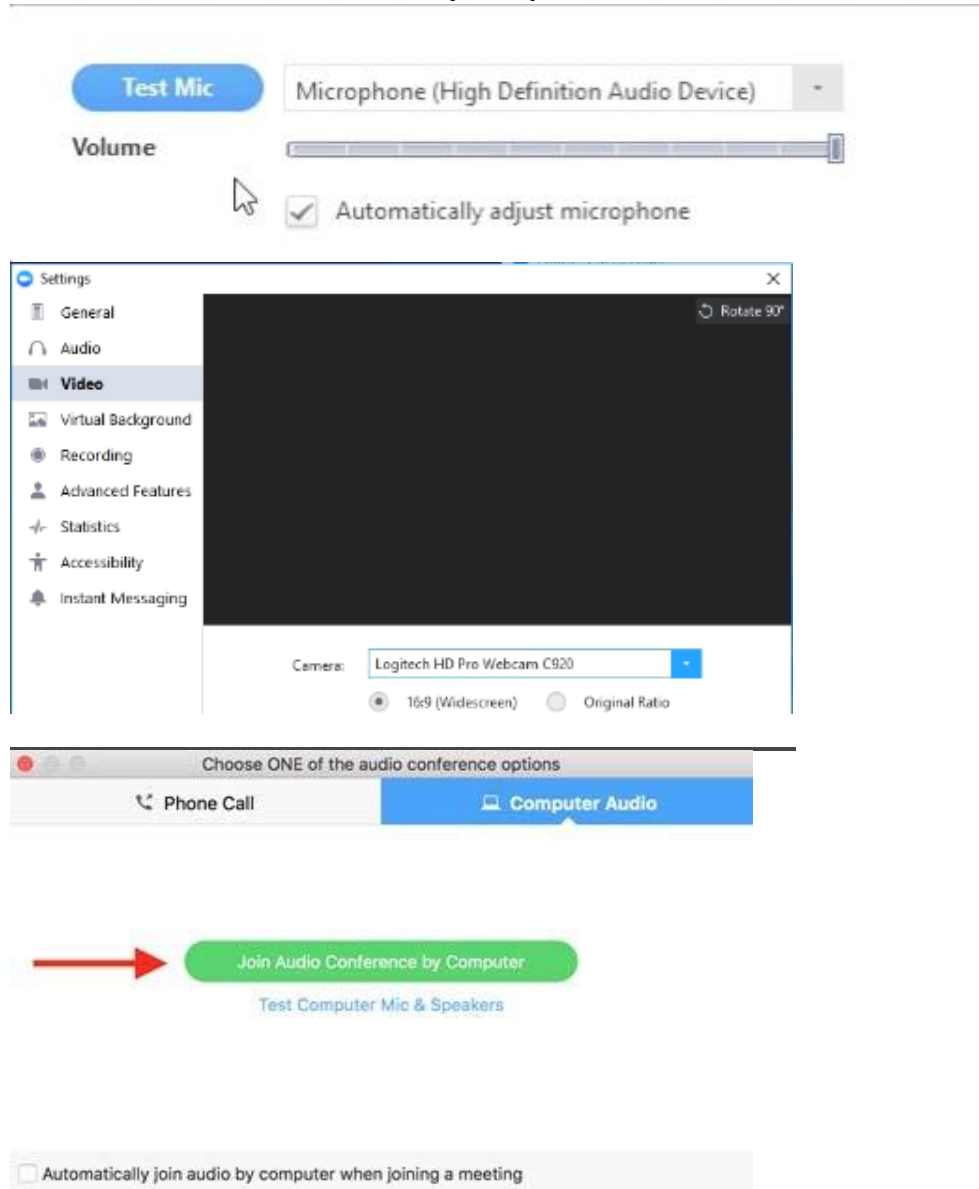 Test Mic Microphone (High Definition Audio Device)
Volume
Automatically adjust microphone
Settings
Rotate 90°
General
Audio
Video
Virtual Background
Recording
Advanced Features
Statistics
Accessibility
Instant Messaging
Camera: Logitech HD Pro Webcam C920
16:9 (Widescreen) Original Ratio
Choose ONE of the audio conference options
Phone Call Computer Audio
Join Audio Conference by Computer
Test Computer Mic & Speakers
Automatically join audio by computer when joining a meeting